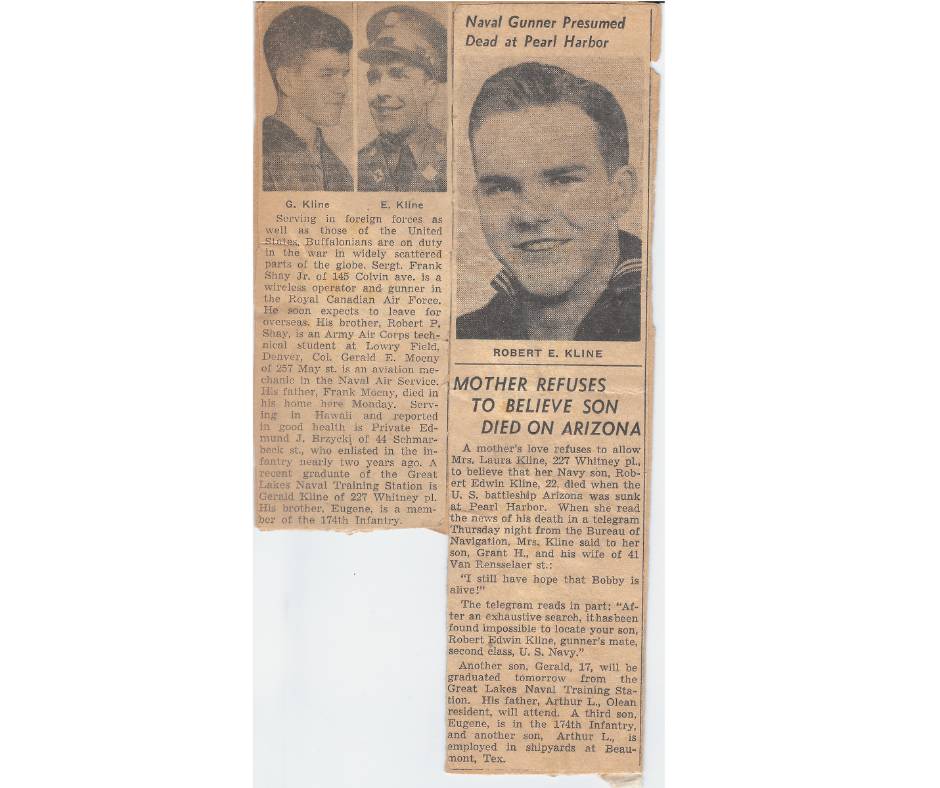 G. Kline E. Kline
Serving in foreign forces as
well as those of the United
States, Buffalonians are on duty
in the war in widely scattered
parts of the globe. Sergt. Frank
Shay Jr. of 145 Colvin ave. is a
wireless operator and gunner in
the Royal Canadian Air Force.
He soon expects to leave for
overseas. His brother, Robert P.
Shay, is an Army Air Corps tech-
nical student at Lowry Field,
Denver, Col. Gerald E. Mocny
of 257 May st. is an aviation me-
chanic in the Naval Air Service.
His father, Frank Mocny, died in
his home here Monday. Serv-
ing in Hawaii and reported
in good health is Private Ed-
mund J. Brzycki of 44 Schmar-
beck st., who enlisted in the in-
fantry nearly two years ago. A
recent graduate of the Great
Lakes Naval Training Station is
Gerald Kline of 227 Whitney pl.
His brother, Eugene, is a mem-
ber of the 174th Infantry.
Naval Gunner Presumed
Dead at Pearl Harbor
ROBERT E. KLINE
MOTHER REFUSES
TO BELIEVE SON
DIED ON ARIZONA
A mother's love refuses to allow
Mrs. Laura Kline, 227 Whitney pl.,
to believe that her Navy son, Rob-
ert Edwin Kline, 22, died when the
U. S. battleship Arizona was sunk
at Pearl Harbor. When she read
the news of his death in a telegram
Thursday night from the Bureau of
Navigation, Mrs. Kline said to her
son, Grant H., and his wife of 41
Van Rensselaer st.:
"I still have hope that Bobby is
alive!"
The telegram reads in part: "Af-
ter an exhaustive search, it has been
found impossible to locate your son,
Robert Edwin Kline, gunner's mate,
second class, U. S. Navy."
Another son, Gerald, 17, will be
graduated tomorrow from the
Great Lakes Naval Training Sta-
tion. His father, Arthur L., Olean
resident, will attend. A third son,
Eugene, is in the 174th Infantry,
and another son, Arthur L., is
employed in shipyards at Beau-
mont, Tex.